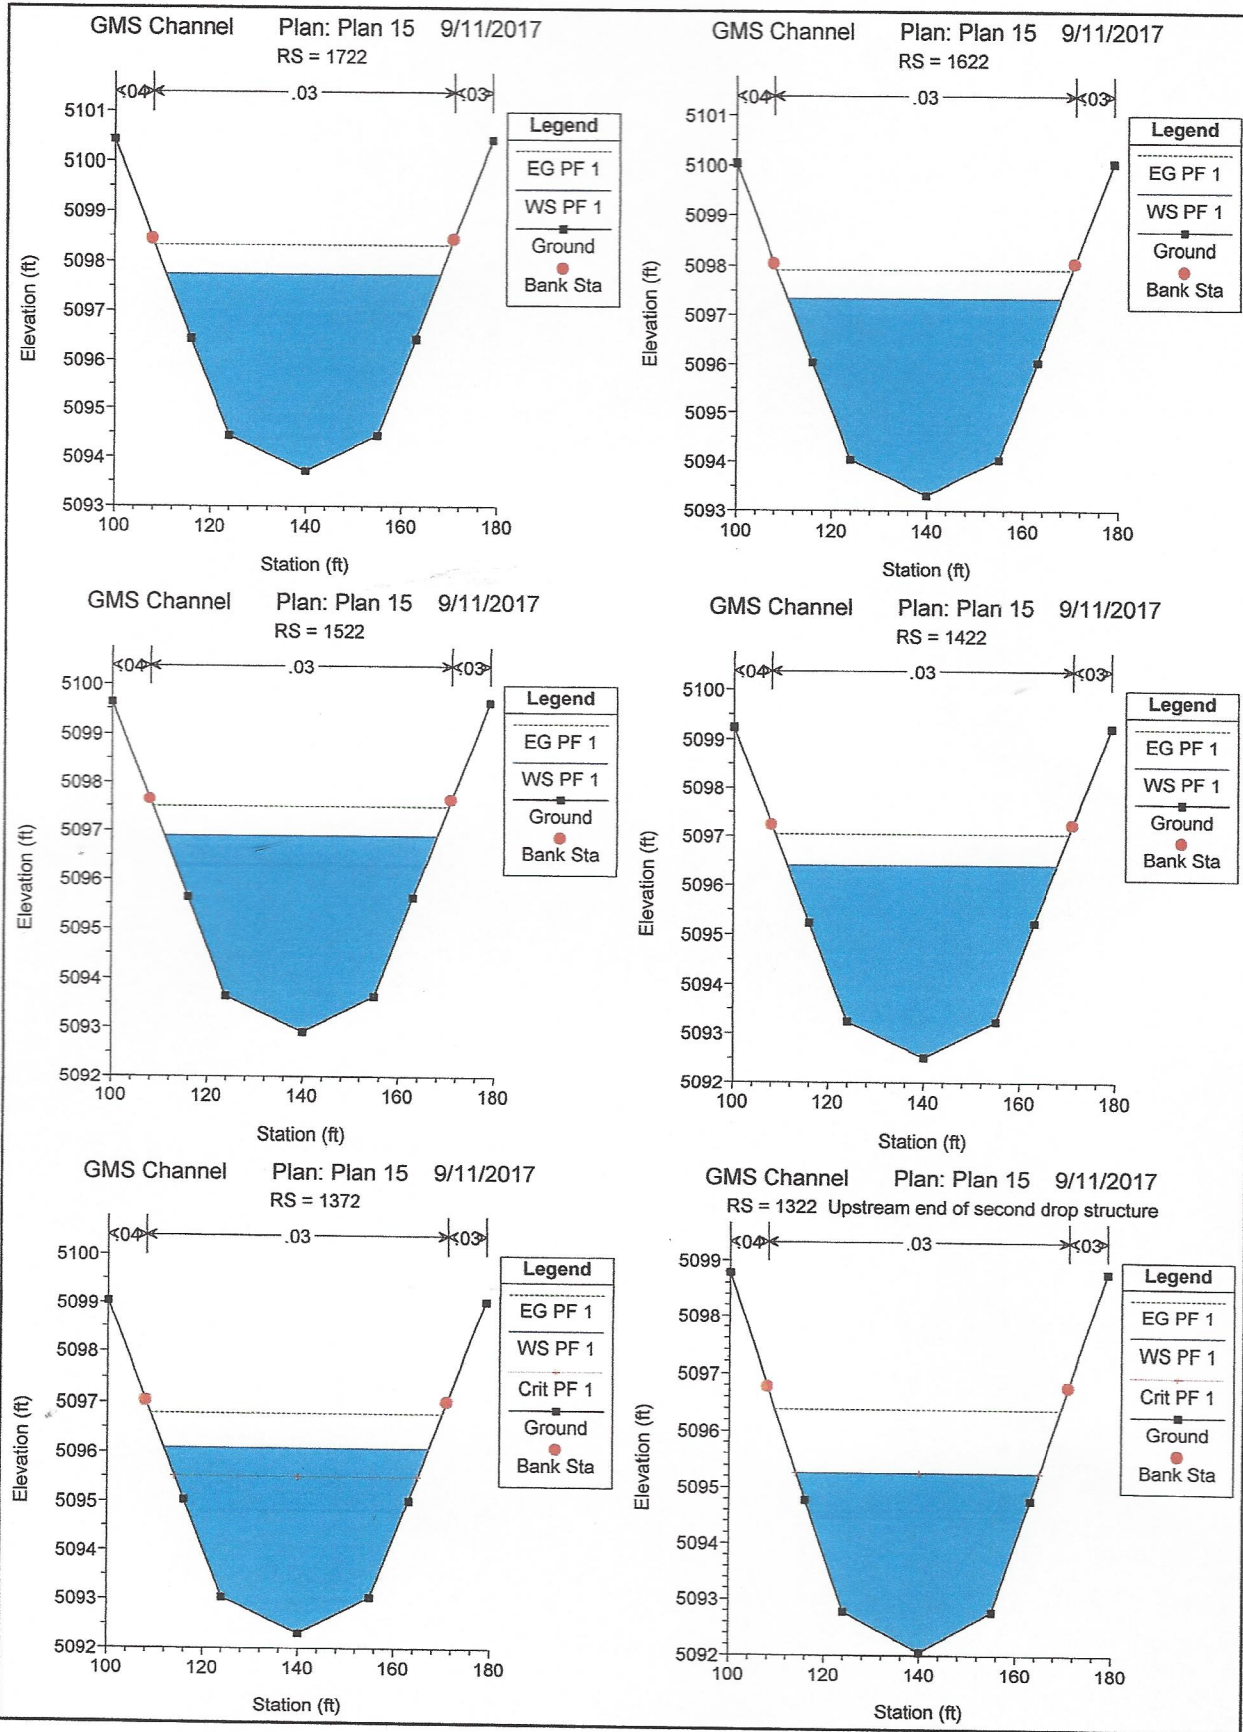 GMS Channel Plan: Plan 15 9/11/2017
RS = 1722
.04 .03 .03
5101
5100
5099
5098
5097
5096
5095
5094
5093
Elevation (ft)
100 120 140 160 180
Station (ft)
Legend
EG PF 1
WS PF 1
Ground
Bank Sta
GMS Channel Plan: Plan 15 9/11/2017
RS = 1622
.04 .03 .03
5101
5100
5099
5098
5097
5096
5095
5094
5093
Elevation (ft)
100 120 140 160 180
Station (ft)
Legend
EG PF 1
WS PF 1
Ground
Bank Sta
GMS Channel Plan: Plan 15 9/11/2017
RS = 1522
.04 .03 .03
5100
5099
5098
5097
5096
5095
5094
5093
5092
Elevation (ft)
100 120 140 160 180
Station (ft)
Legend
EG PF 1
WS PF 1
Ground
Bank Sta
GMS Channel Plan: Plan 15 9/11/2017
RS = 1422
.04 .03 .03
5100
5099
5098
5097
5096
5095
5094
5093
5092
Elevation (ft)
100 120 140 160 180
Station (ft)
Legend
EG PF 1
WS PF 1
Ground
Bank Sta
GMS Channel Plan: Plan 15 9/11/2017
RS = 1372
.04 .03 .03
5100
5099
5098
5097
5096
5095
5094
5093
5092
Elevation (ft)
100 120 140 160 180
Station (ft)
Legend
EG PF 1
WS PF 1
Crit PF 1
Ground
Bank Sta
GMS Channel Plan: Plan 15 9/11/2017
RS = 1322 Upstream end of second drop structure
.04 .03 .03
5099
5098
5097
5096
5095
5094
5093
5092
Elevation (ft)
100 120 140 160 180
Station (ft)
Legend
EG PF 1
WS PF 1
Crit PF 1
Ground
Bank Sta